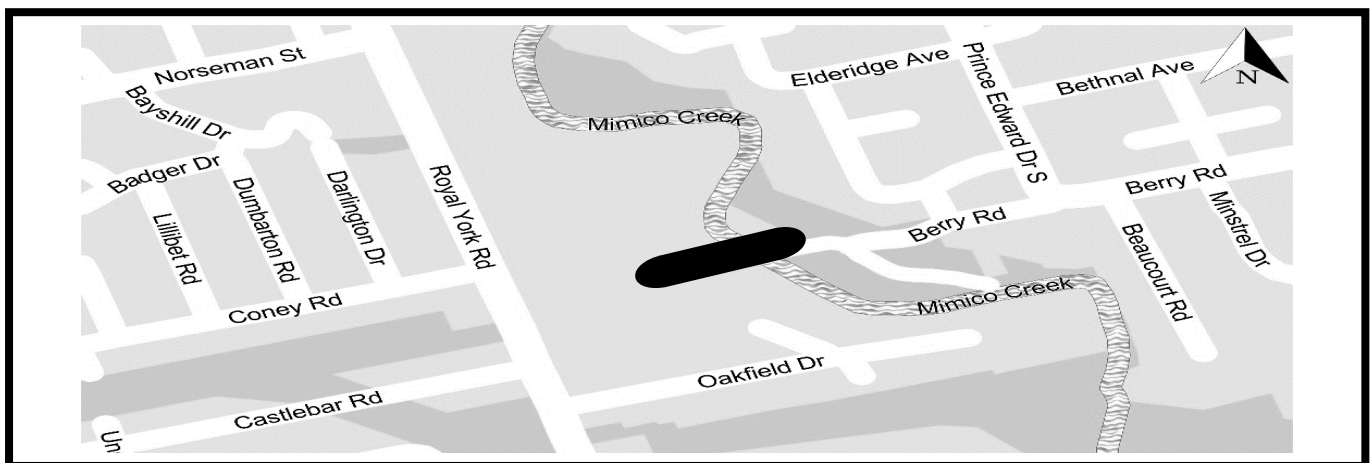 Norseman St
Bayshill Dr
Badger Dr
Lillibet Rd
Dumbarton Rd
Darlington Dr
Royal York Rd
Coney Rd
Castlebar Rd
Un
Mimico Creek
Elderidge Ave
Prince Edward Dr S
Bethnal Ave
N
Berry Rd
Berry Rd
Minstrel Dr
Beaucourt Rd
Mimico Creek
Oakfield Dr